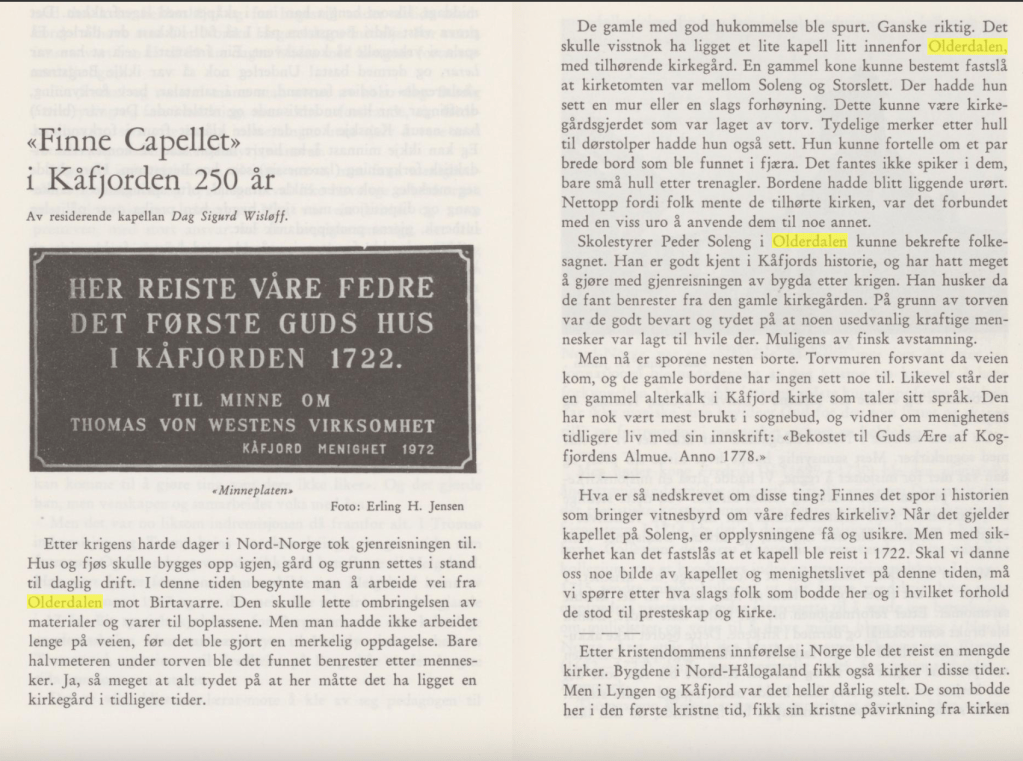 «Finne Capellet»
i Kåfjorden 250 år
Av residerende kapellan Dag Sigurd Wisløff.
HER REISTE VÅRE FEDRE
DET FØRSTE GUDS HUS
I KÅFJORDEN 1722.
TIL MINNE OM
THOMAS VON WESTENS VIRKSOMHET
KÅFJORD MENIGHET 1972
«Minneplaten»
Foto: Erling H. Jensen
Etter krigens harde dager i Nord-Norge tok gjenreisningen til.
Hus og fjøs skulle bygges opp igjen, gård og grunn settes i stand
til daglig drift. I denne tiden begynte man å arbeide vei fra
Olderdalen mot Birtavarre. Den skulle lette ombringelsen av
materialer og varer til boplassene. Men man hadde ikke arbeidet
lenge på veien, før det ble gjort en merkelig oppdagelse. Bare
halvmeteren under torven ble det funnet benrester etter mennes-
ker. Ja, så meget at alt tydet på at her måtte det ha ligget en
kirkegård i tidligere tider.
De gamle med god hukommelse ble spurt. Ganske riktig. Det
skulle visstnok ha ligget et lite kapell litt innenfor Olderdalen,
med tilhørende kirkegård. En gammel kone kunne bestemt fastslå
at kirketomten var mellom Soleng og Storslett. Der hadde hun
sett en mur eller en slags forhøyning. Dette kunne være kirke-
gårdsgjerdet som var laget av torv. Tydelige merker etter hull
til dørstolper hadde hun også sett. Hun kunne fortelle om et par
brede bord som ble funnet i fjæra. Det fantes ikke spiker i dem,
bare små hull etter trenagler. Bordene hadde blitt liggende urørt.
Nettopp fordi folk mente de tilhørte kirken, var det forbundet
med en viss uro å anvende dem til noe annet.
Skolestyrer Peder Soleng i Olderdalen kunne bekrefte folke-
sagnet. Han er godt kjent i Kåfjords historie, og har hatt meget
å gjøre med gjenreisningen av bygda etter krigen. Han husker da
de fant benrester fra den gamle kirkegården. På grunn av torven
var de godt bevart og tydet på at noen usedvanlig kraftige men-
nesker var lagt til hvile der. Muligens av finsk avstamning.
Men nå er sporene nesten borte. Torvmuren forsvant da veien
kom, og de gamle bordene har ingen sett noe til. Likevel står der
en gammel alterkalk i Kåfjord kirke som taler sitt språk. Den
har nok vært mest brukt i sognebud, og vidner om menighetens
tidligere liv med sin innskrift: «Bekostet til Guds Ære af Kog-
fjordens Almue. Anno 1778.»
Hva er så nedskrevet om disse ting? Finnes det spor i historien
som bringer vitnesbyrd om våre fedres kirkeliv? Når det gjelder
kapellet på Soleng, er opplysningene få og usikre. Men med sik-
kerhet kan det fastslås at et kapell ble reist i 1722. Skal vi danne
oss noe bilde av kapellet og menighetslivet på denne tiden, må
vi spørre etter hva slags folk som bodde her og i hvilket forhold
de stod til presteskap og kirke.
Etter kristendommens innførelse i Norge ble det reist en mengde
kirker. Bygdene i Nord-Hålogaland fikk også kirker i disse tider.
Men i Lyngen og Kåfjord var det heller dårlig stelt. De som bodde
her i den første kristne tid, fikk sin kristne påvirkning fra kirken